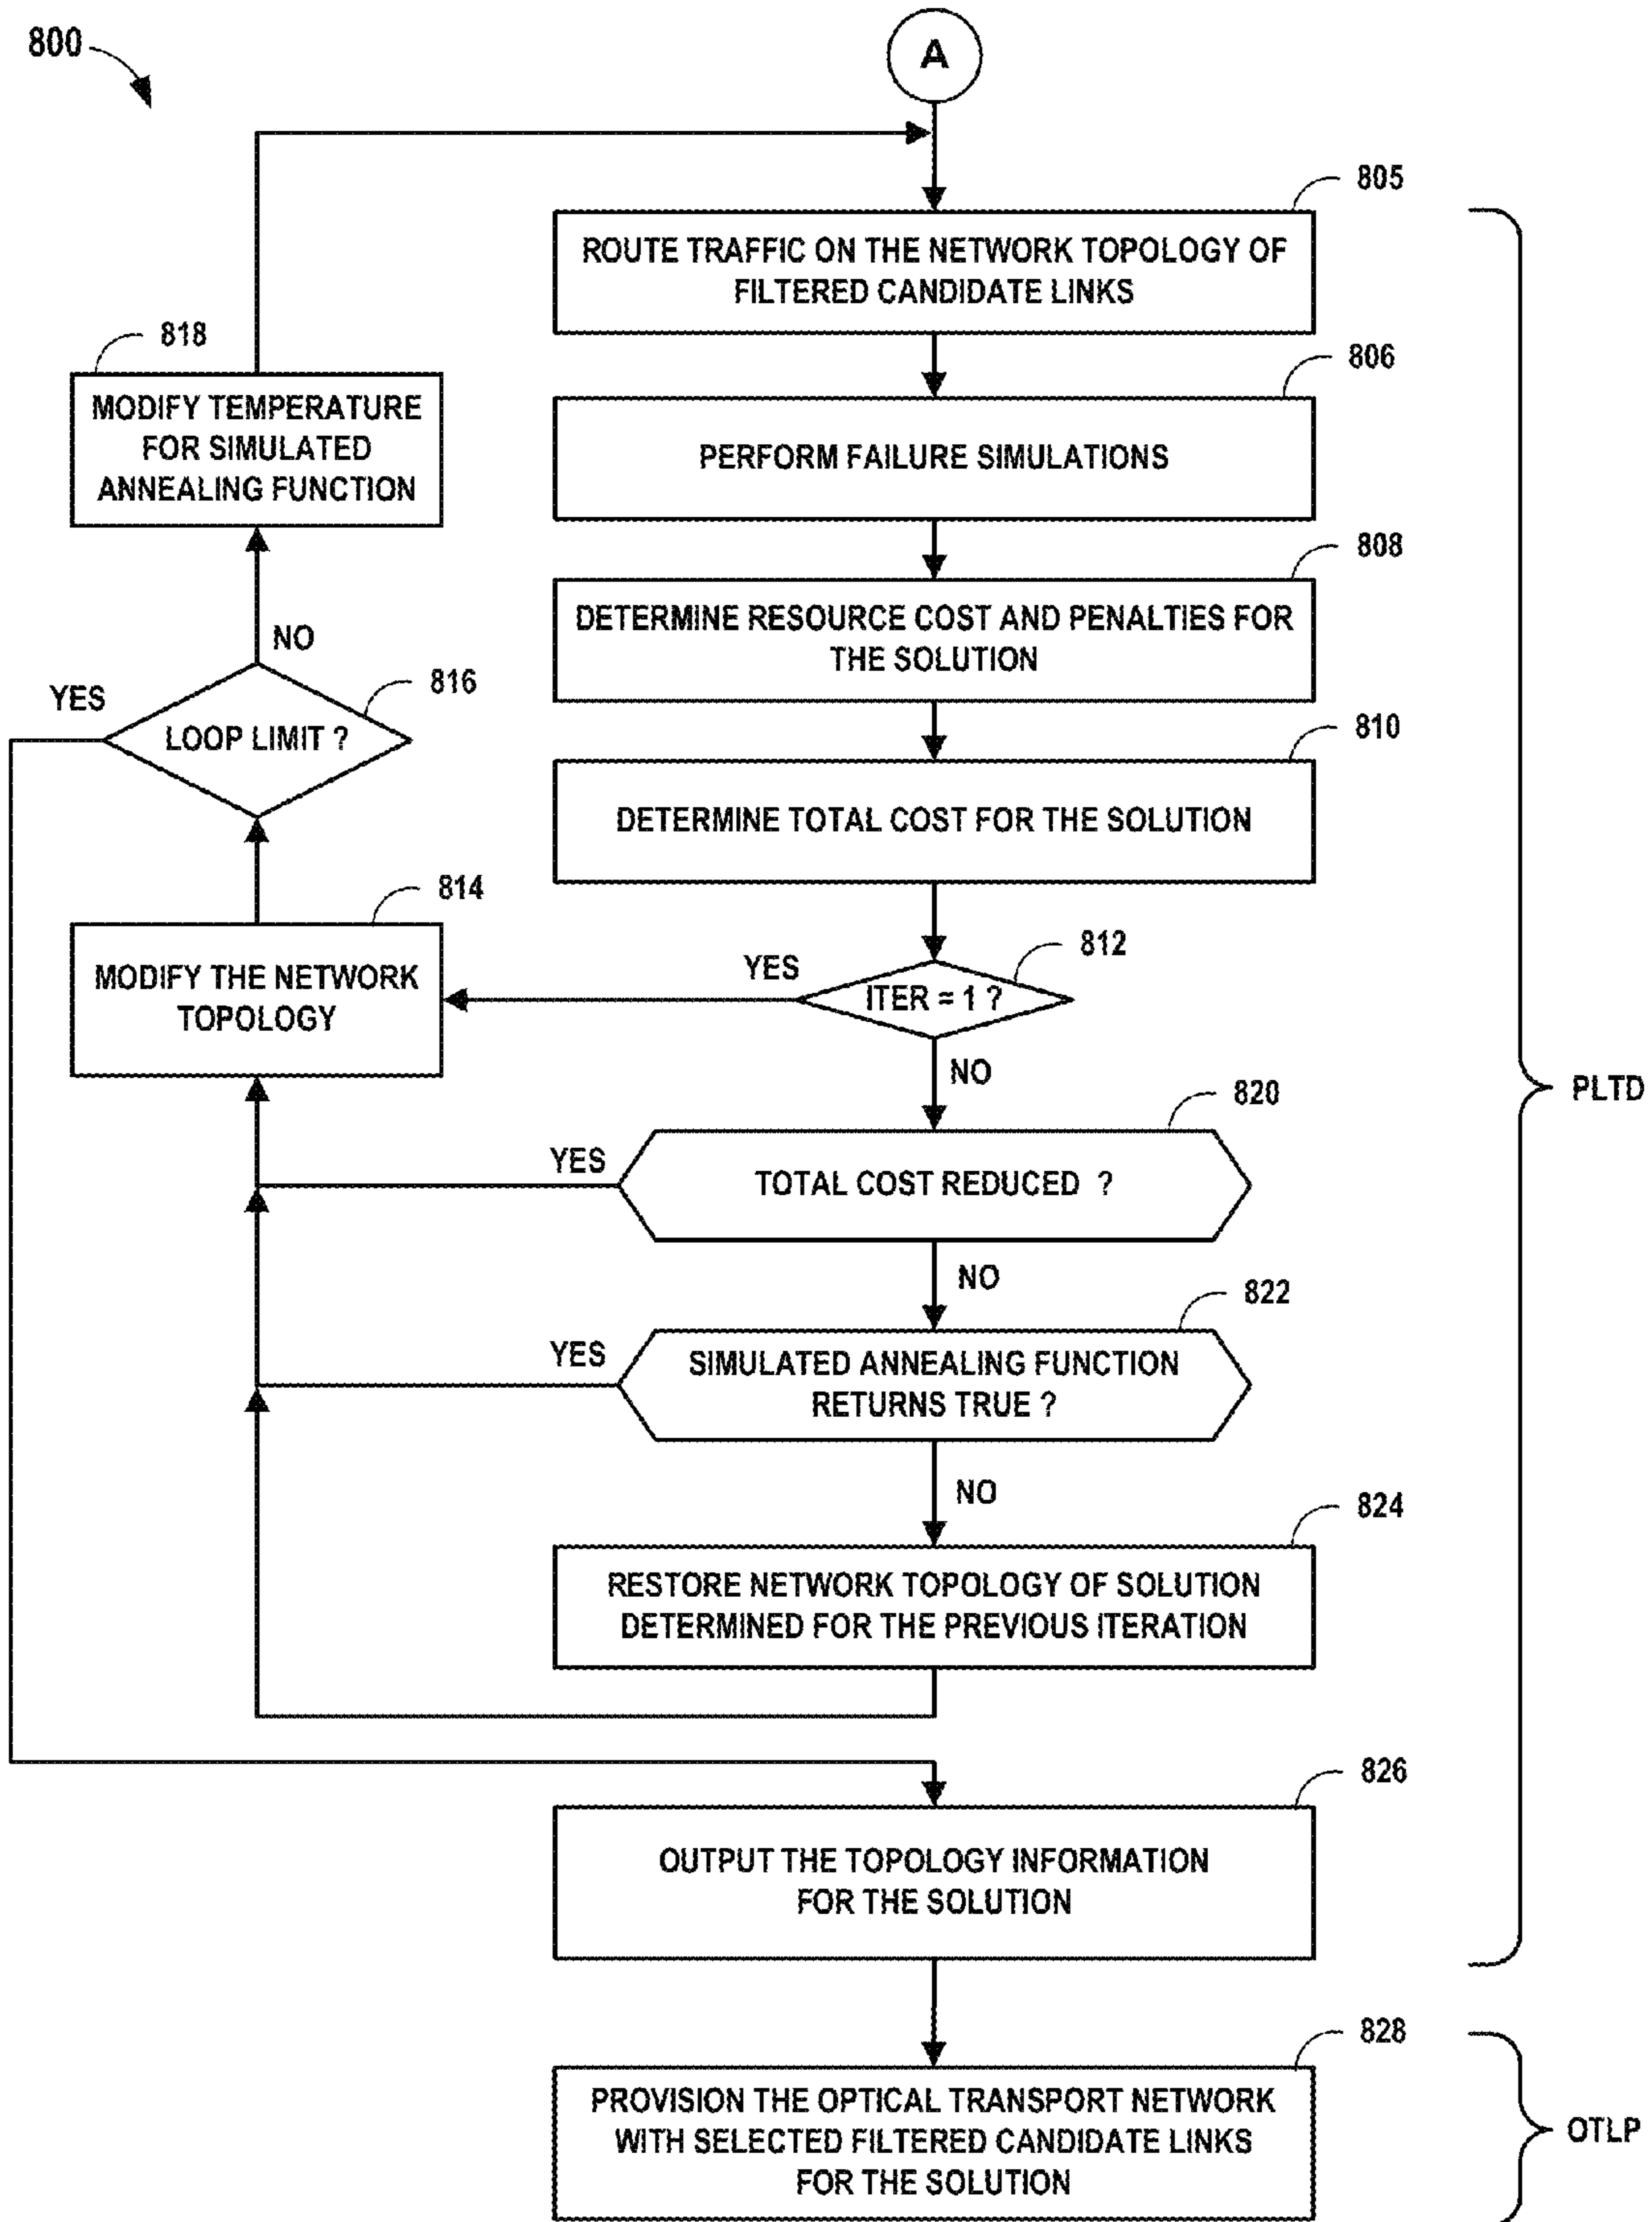 800
A
805
ROUTE TRAFFIC ON THE NETWORK TOPOLOGY OF
FILTERED CANDIDATE LINKS
818
MODIFY TEMPERATURE
FOR SIMULATED
ANNEALING FUNCTION
806
PERFORM FAILURE SIMULATIONS
808
DETERMINE RESOURCE COST AND PENALTIES FOR
THE SOLUTION
NO
YES
816
LOOP LIMIT ?
810
DETERMINE TOTAL COST FOR THE SOLUTION
814
MODIFY THE NETWORK
TOPOLOGY
YES
812
ITER = 1 ?
NO
PLTD
820
YES
TOTAL COST REDUCED ?
NO
822
YES
SIMULATED ANNEALING FUNCTION
RETURNS TRUE ?
NO
824
RESTORE NETWORK TOPOLOGY OF SOLUTION
DETERMINED FOR THE PREVIOUS ITERATION
826
OUTPUT THE TOPOLOGY INFORMATION
FOR THE SOLUTION
828
PROVISION THE OPTICAL TRANSPORT NETWORK
WITH SELECTED FILTERED CANDIDATE LINKS
FOR THE SOLUTION
OTLP